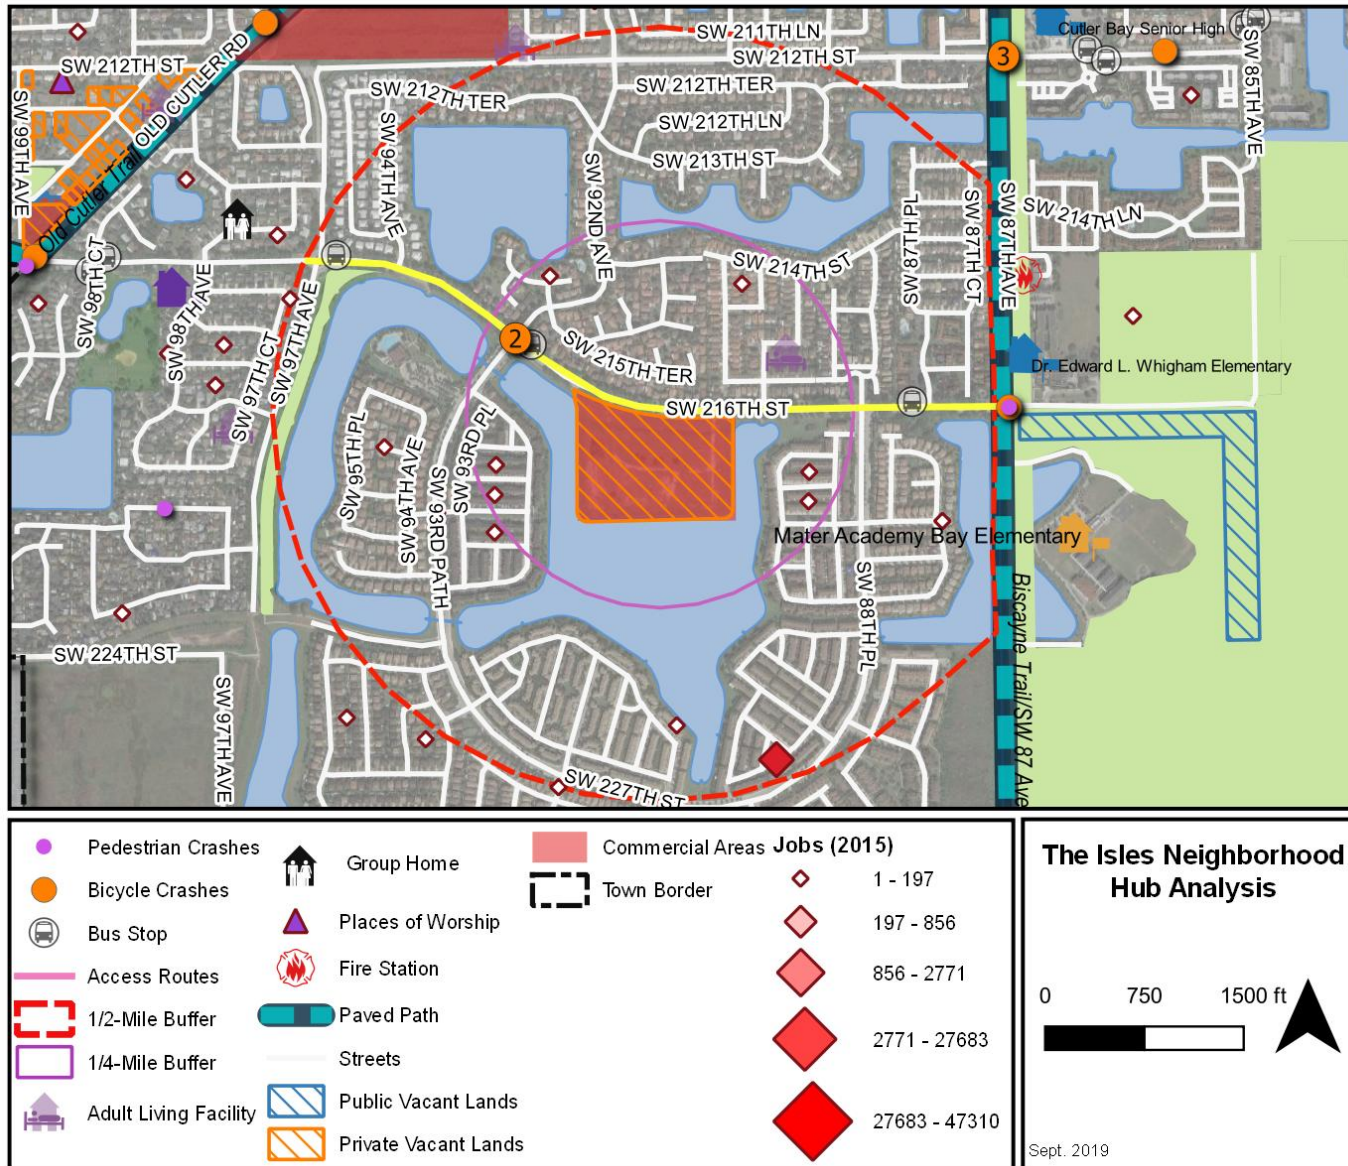 SW 211TH LN
Cutler Bay Senior High
SW 212TH ST
SW 212TH ST
OLD CUTLER RD
3
SW 85TH AVE
SW 99TH AVE
SW 212TH TER
SW 212TH TER
SW 94TH AVE
SW 212TH LN
SW 213TH ST
SW 92ND AVE
Old Cutler Trail
SW 87TH PL
SW 87TH CT
SW 87TH AVE
SW 214TH LN
SW 98TH CT
SW 98TH AVE
SW 97TH AVE
SW 97TH CT
SW 214TH ST
2
SW 215TH TER
Dr. Edward L. Whigham Elementary
SW 216TH ST
SW 95TH PL
SW 94TH AVE
SW 93RD PL
SW 93RD PATH
Mater Academy Bay Elementary
SW 88TH PL
Biscayne Trail/SW 87 Ave
SW 224TH ST
SW 97TH AVE
SW 227TH ST
Pedestrian Crashes
Bicycle Crashes
Bus Stop
Access Routes
1/2-Mile Buffer
1/4-Mile Buffer
Adult Living Facility
Group Home
Places of Worship
Fire Station
Paved Path
Streets
Public Vacant Lands
Private Vacant Lands
Commercial Areas
Town Border
Jobs (2015)
1 - 197
197 - 856
856 - 2771
2771 - 27683
27683 - 47310
The Isles Neighborhood
Hub Analysis
0 750 1500 ft
Sept. 2019